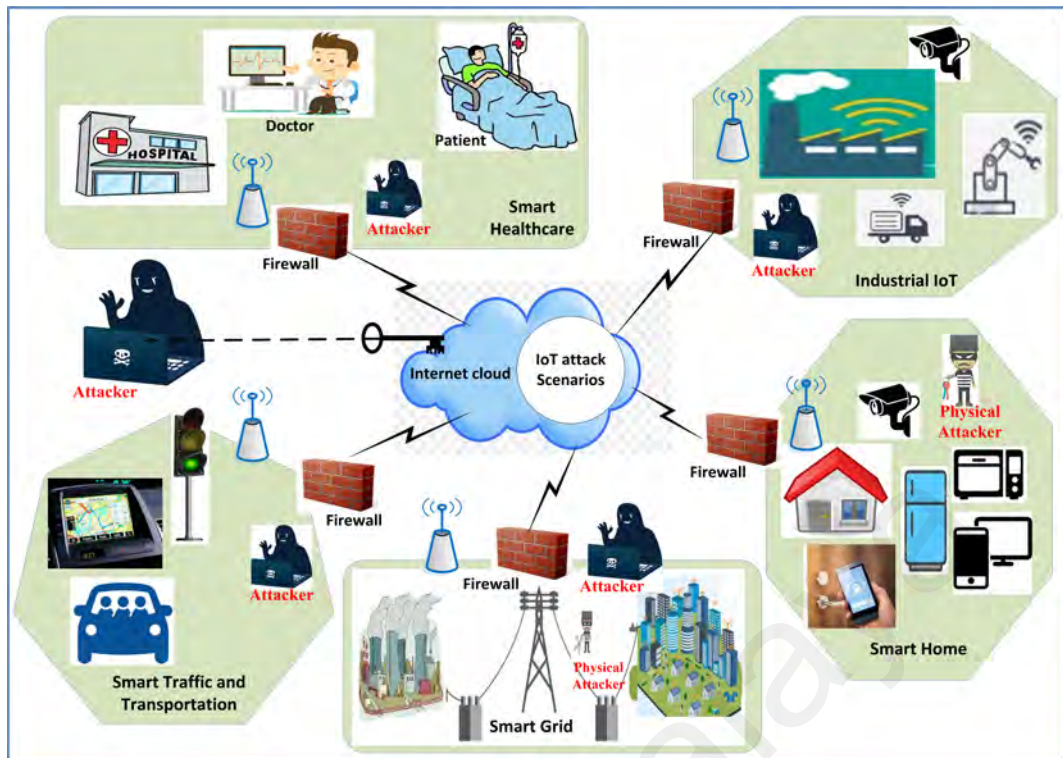 Doctor
HOSPITAL
Patient
Attacker
Smart
Healthcare
Firewall
Firewall
Attacker
Industrial IoT
Attacker
Internet cloud
IoT attack
Scenarios
Physical
Attacker
Firewall
Smart Home
Firewall
Attacker
Smart Traffic and
Transportation
Firewall
Attacker
Physical
Attacker
Smart Grid